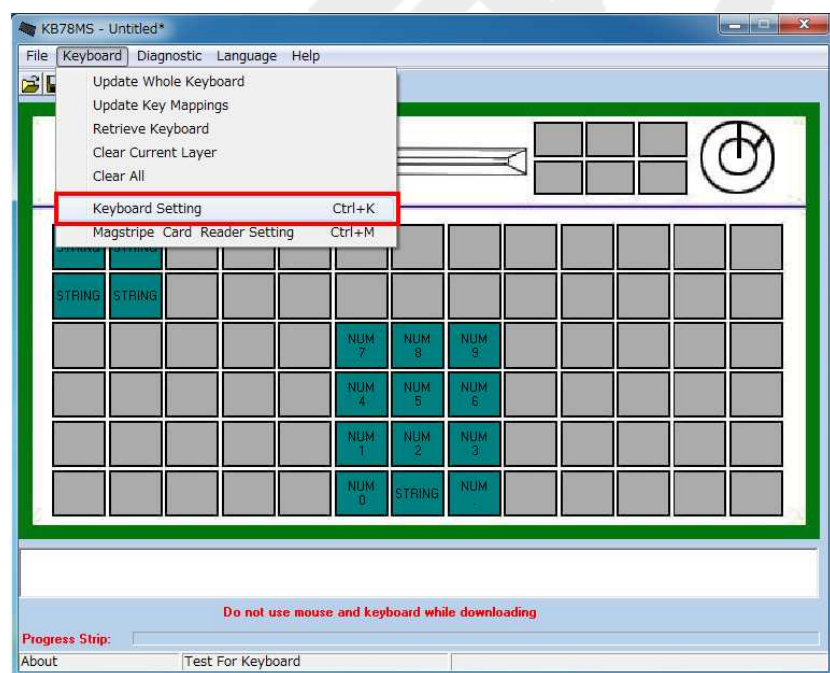 KB78MS - Untitled*
File Keyboard Diagnostic Language Help
Update Whole Keyboard
Update Key Mappings
Retrieve Keyboard
Clear Current Layer
Clear All
Keyboard Setting Ctrl+K
Magstripe Card Reader Setting Ctrl+M
STRING STRING
STRING STRING
NUM 7 NUM 8 NUM 9
NUM 4 NUM 5 NUM 6
NUM 1 NUM 2 NUM 3
NUM 0 STRING NUM .
Do not use mouse and keyboard while downloading
Progress Strip:
About Test For Keyboard